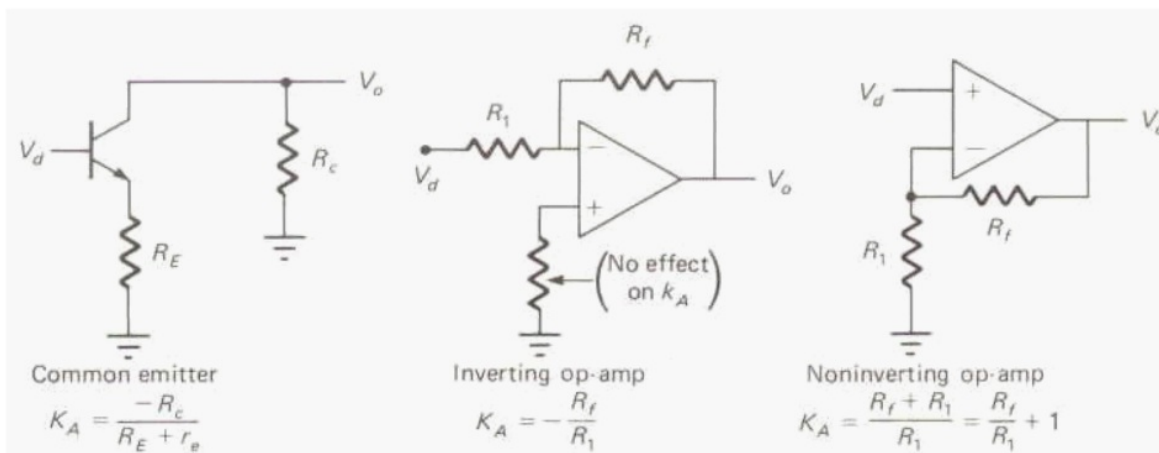 R_f
V_d
V_o
R_1
R_c
V_d
−
+
V_o
V_d
+
−
R_E
R_1
R_f
(No effect
on k_A)
Common emitter
K_A = −R_c / (R_E + r_e)
Inverting op-amp
K_A = − R_f / R_1
Noninverting op-amp
K_A = (R_f + R_1) / R_1 = R_f / R_1 + 1